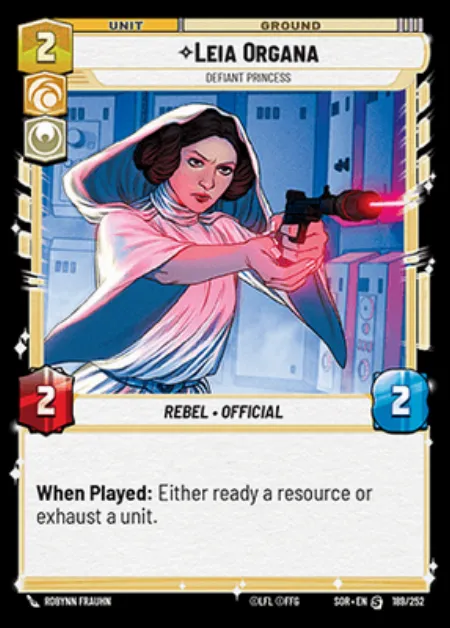 UNIT GROUND
2 ✧LEIA ORGANA
DEFIANT PRINCESS
2 REBEL • OFFICIAL 2
When Played: Either ready a resource or
exhaust a unit.
ROBYNN FRAUHN ©LFL ©FFG SOR • EN S 189/252